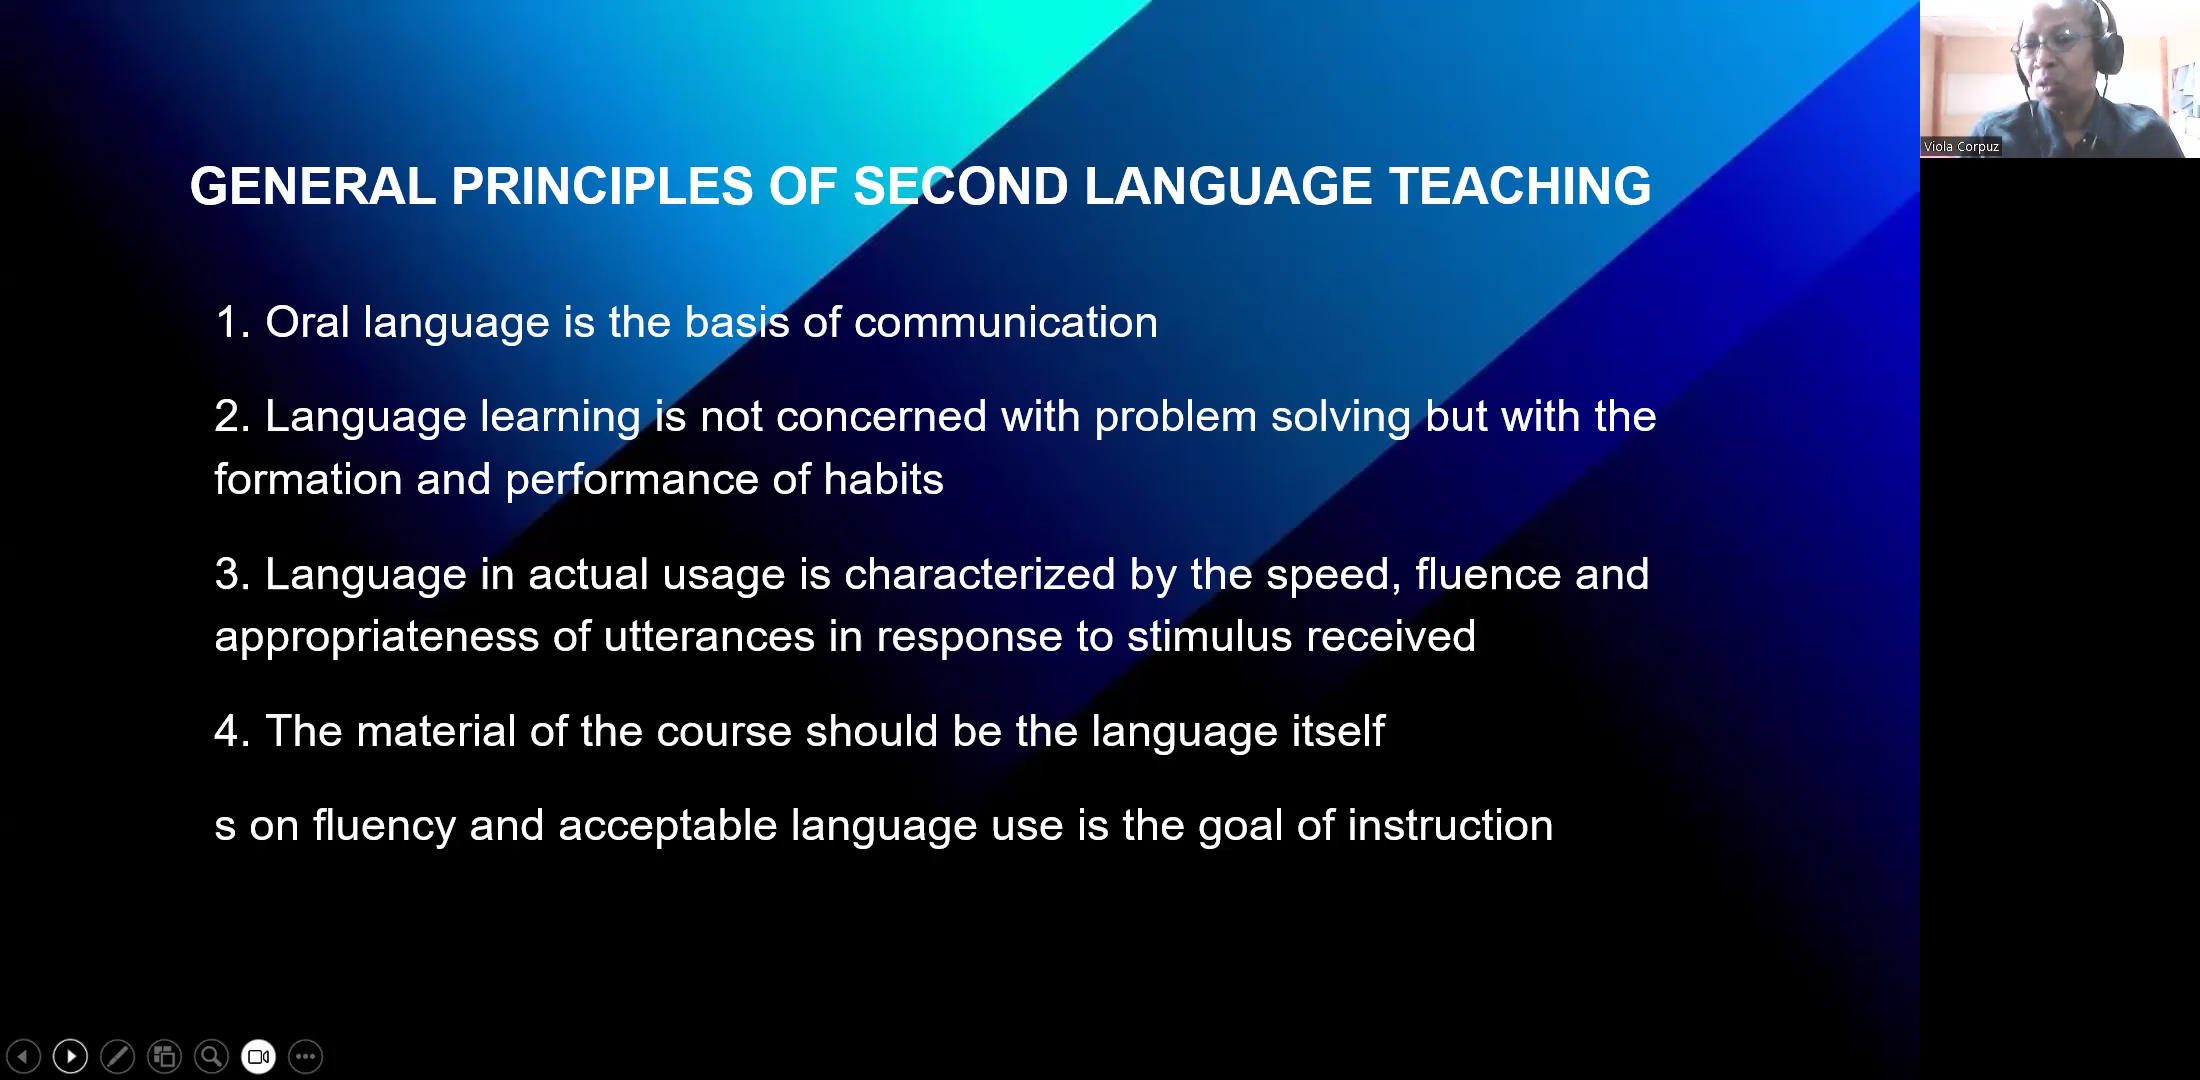 GENERAL PRINCIPLES OF SECOND LANGUAGE TEACHING
Viola Corpuz
1. Oral language is the basis of communication
2. Language learning is not concerned with problem solving but with the
formation and performance of habits
3. Language in actual usage is characterized by the speed, fluence and
appropriateness of utterances in response to stimulus received
4. The material of the course should be the language itself
s on fluency and acceptable language use is the goal of instruction